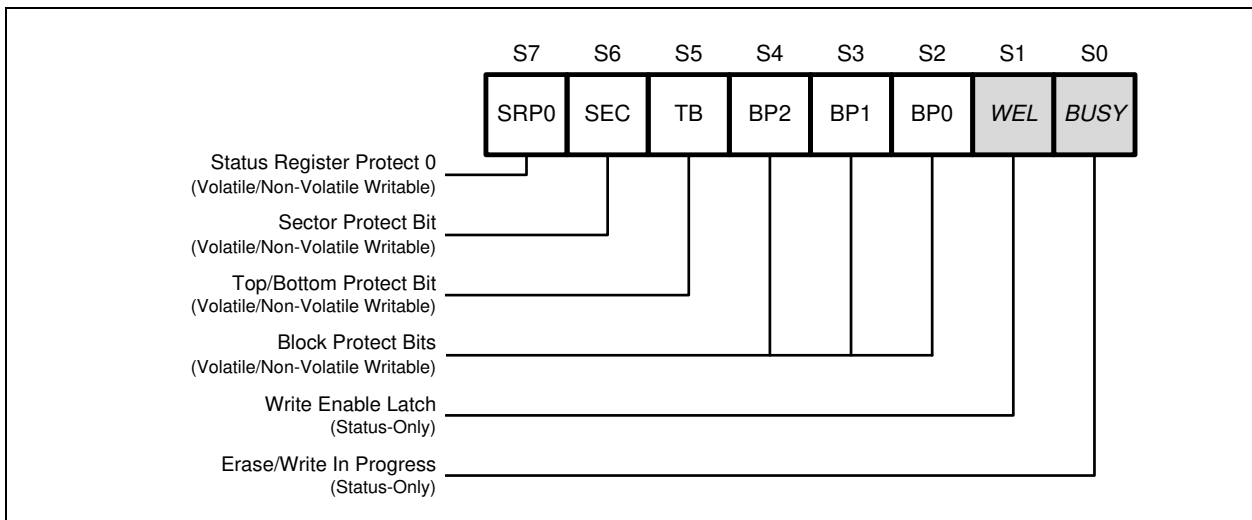 S7 S6 S5 S4 S3 S2 S1 S0
SRP0 SEC TB BP2 BP1 BP0 WEL BUSY
Status Register Protect 0
(Volatile/Non-Volatile Writable)
Sector Protect Bit
(Volatile/Non-Volatile Writable)
Top/Bottom Protect Bit
(Volatile/Non-Volatile Writable)
Block Protect Bits
(Volatile/Non-Volatile Writable)
Write Enable Latch
(Status-Only)
Erase/Write In Progress
(Status-Only)